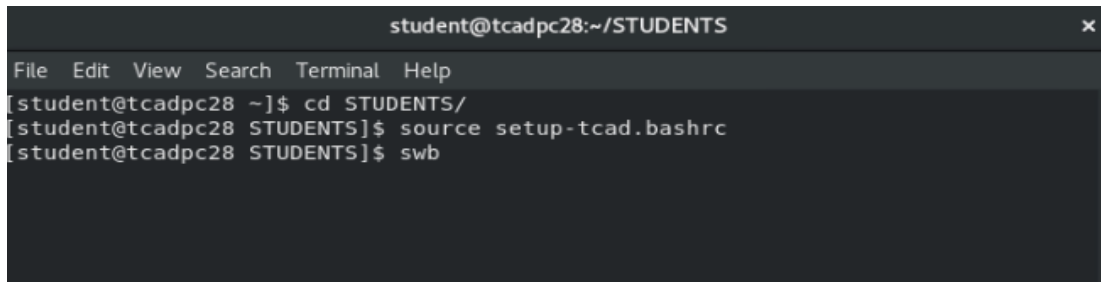 student@tcadpc28:~/STUDENTS ×
File Edit View Search Terminal Help
[student@tcadpc28 ~]$ cd STUDENTS/
[student@tcadpc28 STUDENTS]$ source setup-tcad.bashrc
[student@tcadpc28 STUDENTS]$ swb